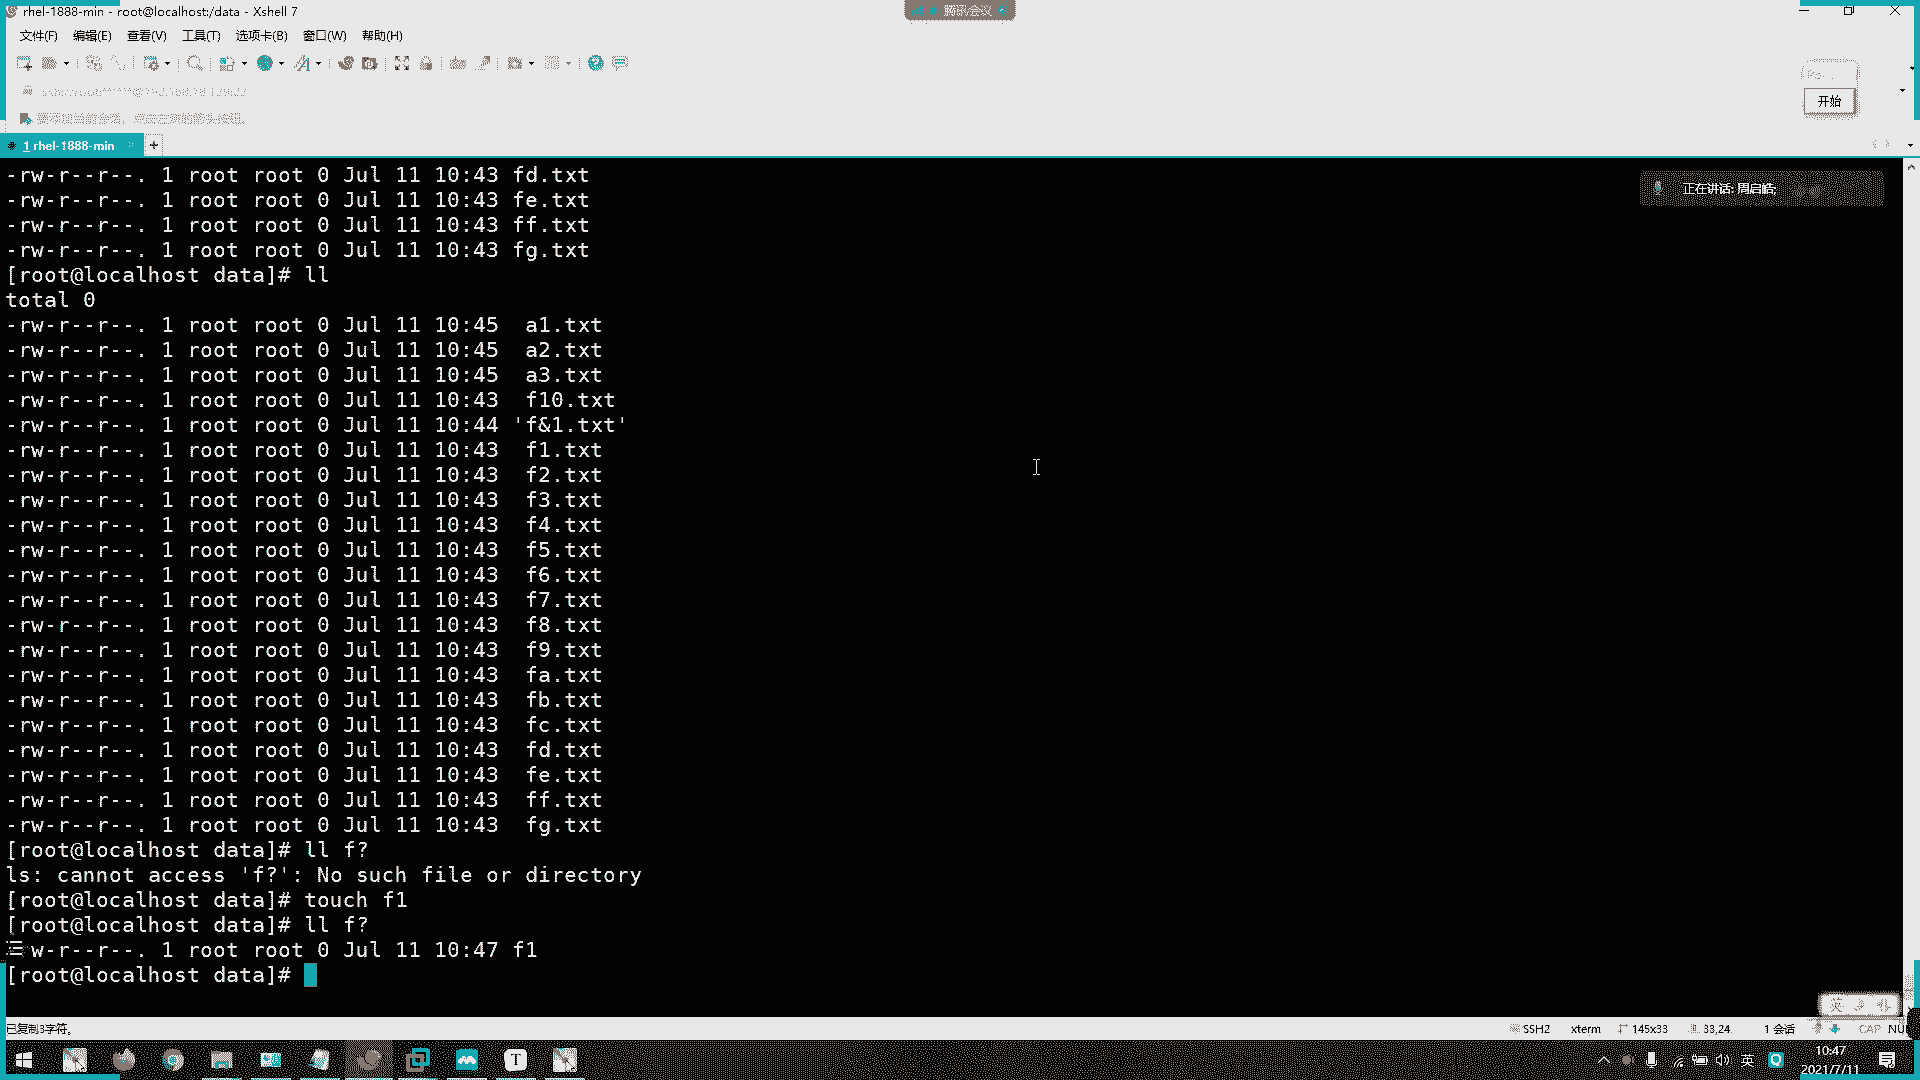 rhel-1888-min - root@localhost:/data - Xshell 7
腾讯会议
文件(F) 编辑(E) 查看(V) 工具(T) 选项卡(B) 窗口(W) 帮助(H)
开始
1 rhel-1888-min
正在讲话: 周启皓;
-rw-r--r--. 1 root root 0 Jul 11 10:43 fd.txt
-rw-r--r--. 1 root root 0 Jul 11 10:43 fe.txt
-rw-r--r--. 1 root root 0 Jul 11 10:43 ff.txt
-rw-r--r--. 1 root root 0 Jul 11 10:43 fg.txt
[root@localhost data]# ll
total 0
-rw-r--r--. 1 root root 0 Jul 11 10:45  a1.txt
-rw-r--r--. 1 root root 0 Jul 11 10:45  a2.txt
-rw-r--r--. 1 root root 0 Jul 11 10:45  a3.txt
-rw-r--r--. 1 root root 0 Jul 11 10:43  f10.txt
-rw-r--r--. 1 root root 0 Jul 11 10:44 'f&1.txt'
-rw-r--r--. 1 root root 0 Jul 11 10:43  f1.txt
-rw-r--r--. 1 root root 0 Jul 11 10:43  f2.txt
-rw-r--r--. 1 root root 0 Jul 11 10:43  f3.txt
-rw-r--r--. 1 root root 0 Jul 11 10:43  f4.txt
-rw-r--r--. 1 root root 0 Jul 11 10:43  f5.txt
-rw-r--r--. 1 root root 0 Jul 11 10:43  f6.txt
-rw-r--r--. 1 root root 0 Jul 11 10:43  f7.txt
-rw-r--r--. 1 root root 0 Jul 11 10:43  f8.txt
-rw-r--r--. 1 root root 0 Jul 11 10:43  f9.txt
-rw-r--r--. 1 root root 0 Jul 11 10:43  fa.txt
-rw-r--r--. 1 root root 0 Jul 11 10:43  fb.txt
-rw-r--r--. 1 root root 0 Jul 11 10:43  fc.txt
-rw-r--r--. 1 root root 0 Jul 11 10:43  fd.txt
-rw-r--r--. 1 root root 0 Jul 11 10:43  fe.txt
-rw-r--r--. 1 root root 0 Jul 11 10:43  ff.txt
-rw-r--r--. 1 root root 0 Jul 11 10:43  fg.txt
[root@localhost data]# ll f?
ls: cannot access 'f?': No such file or directory
[root@localhost data]# touch f1
[root@localhost data]# ll f?
w-r--r--. 1 root root 0 Jul 11 10:47 f1
[root@localhost data]#
英
已复制3字符。 SSH2 xterm 145x33 33,24 1 会话 CAP NU
T 英 10:47
2021/7/11